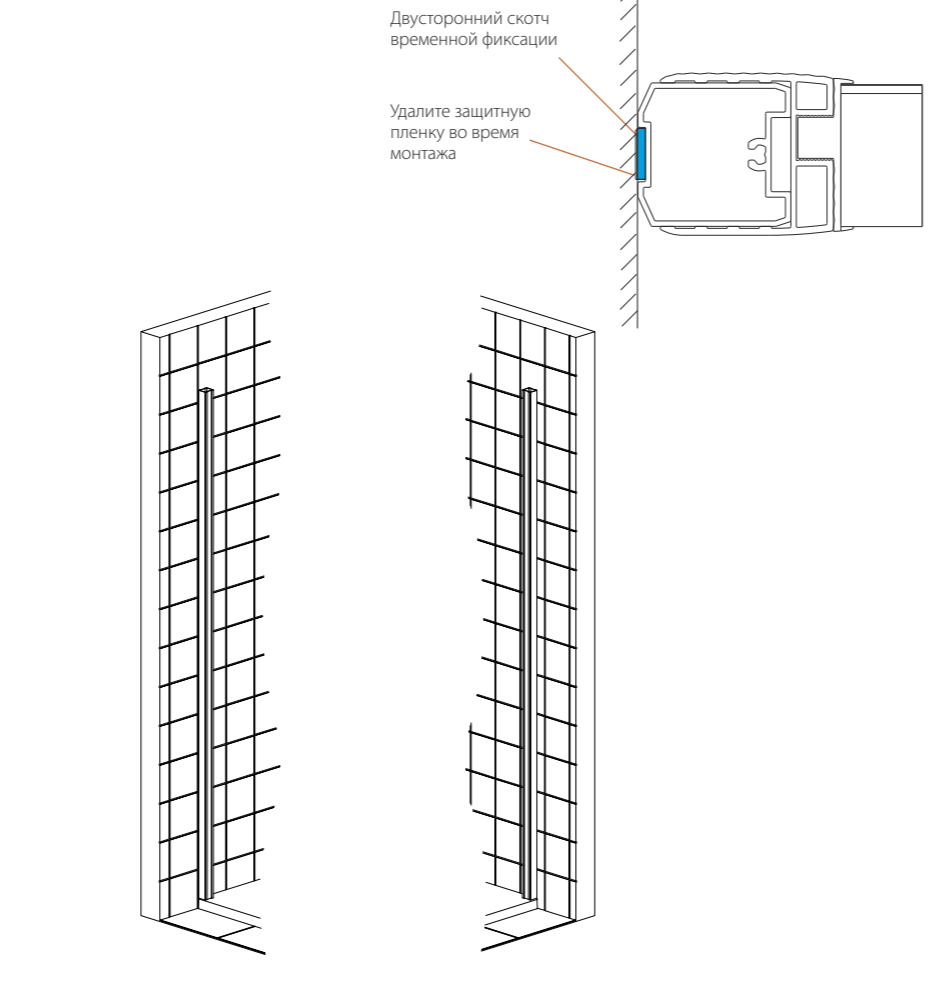 Двусторонний скотч
временной фиксации
Удалите защитную
пленку во время
монтажа